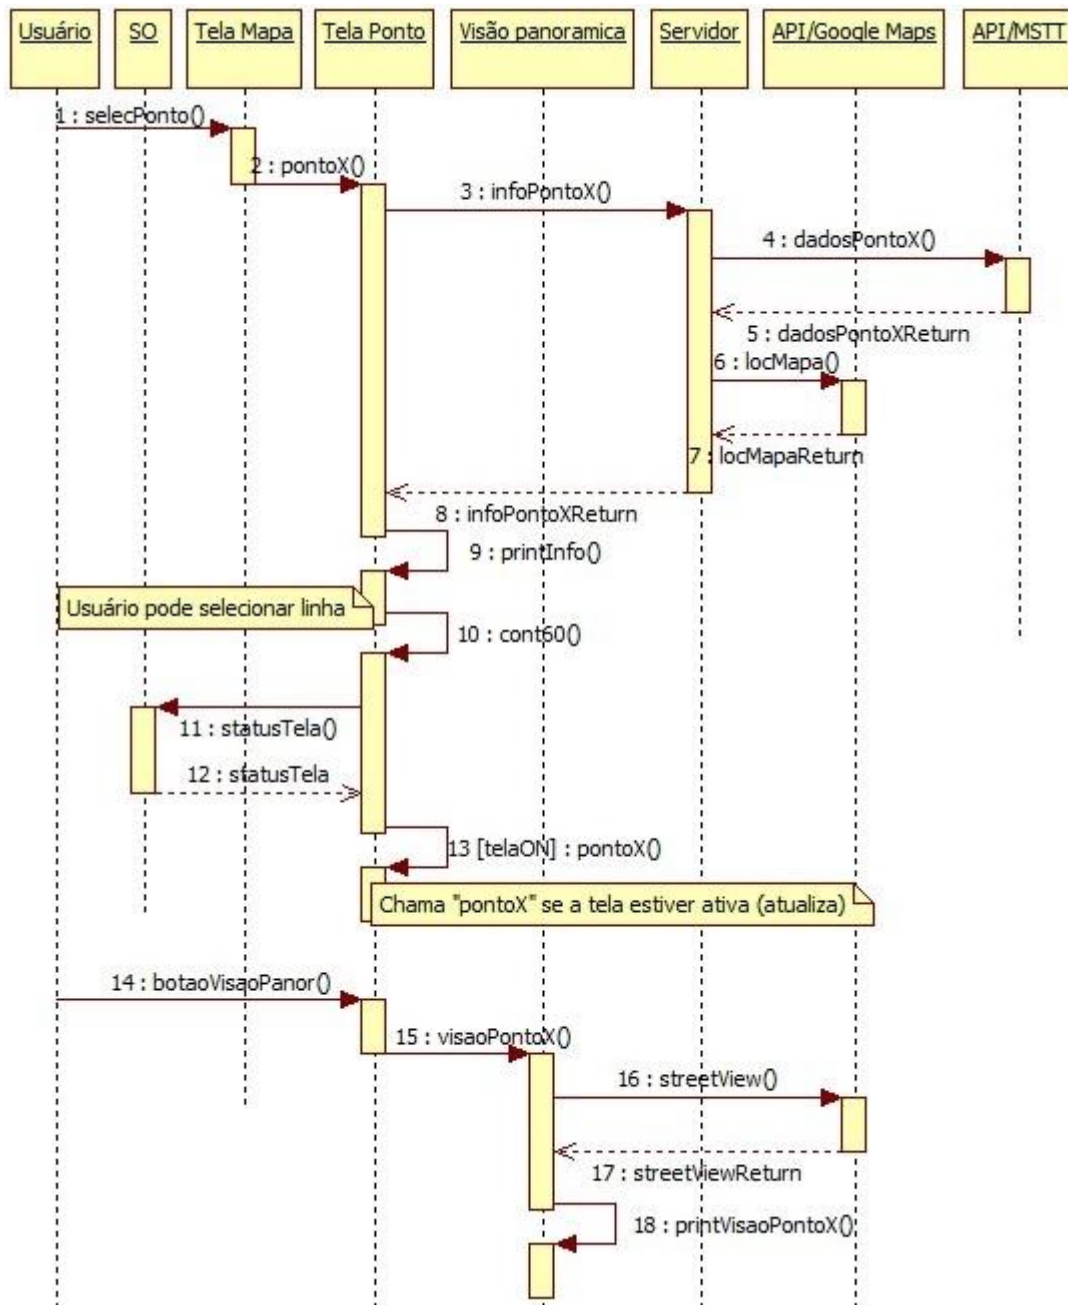 Usuário
SO
Tela Mapa
Tela Ponto
Visão panoramica
Servidor
API/Google Maps
API/MSTT
1 : selecPonto()
2 : pontoX()
3 : infoPontoX()
4 : dadosPontoX()
5 : dadosPontoXReturn
6 : locMapa()
7 : locMapaReturn
8 : infoPontoXReturn
9 : printInfo()
Usuário pode selecionar linha
10 : cont60()
11 : statusTela()
12 : statusTela
13 [telaON] : pontoX()
Chama "pontoX" se a tela estiver ativa (atualiza)
14 : botaoVisaoPanor()
15 : visaoPontoX()
16 : streetView()
17 : streetViewReturn
18 : printVisaoPontoX()